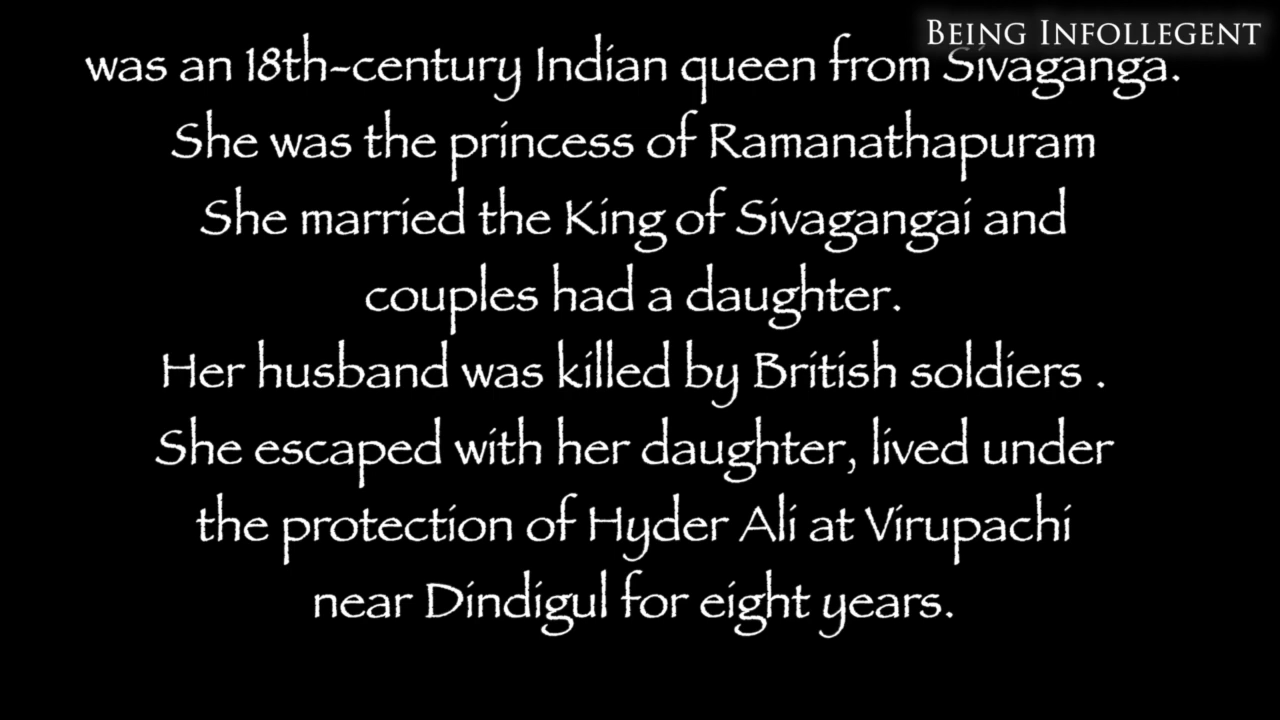 BEING INFOLLEGENT
was an 18th-century Indian queen from Sivaganga.
She was the princess of Ramanathapuram
She married the King of Sivagangai and
couples had a daughter.
Her husband was killed by British soldiers .
She escaped with her daughter, lived under
the protection of Hyder Ali at Virupachi
near Dindigul for eight years.